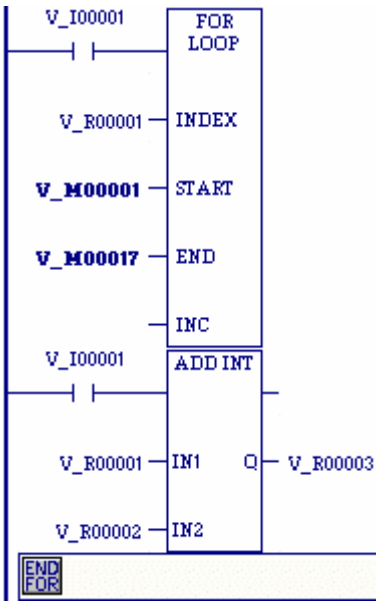 V_I00001
FOR
LOOP
V_R00001 INDEX
V_M00001 START
V_M00017 END
INC
V_I00001
ADD INT
V_R00001 IN1 Q V_R00003
V_R00002 IN2
END
FOR